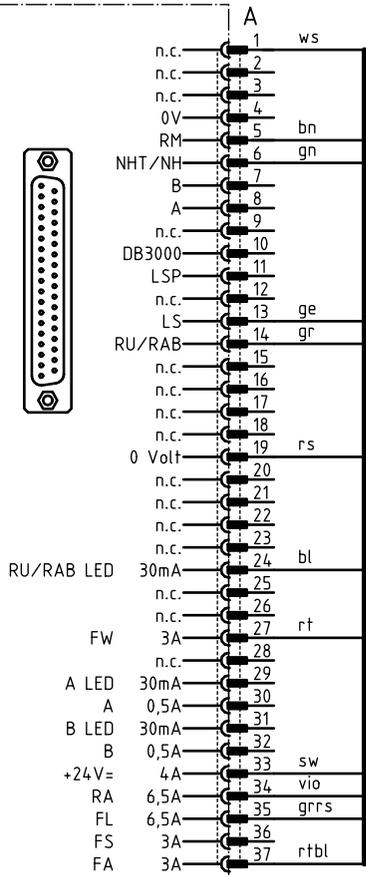 A
n.c. 1 ws
n.c. 2
n.c. 3
0V 4
RM 5 bn
NHT/NH 6 gn
B 7
A 8
n.c. 9
DB3000 10
LSP 11
n.c. 12
LS 13 ge
RU/RAB 14 gr
n.c. 15
n.c. 16
n.c. 17
n.c. 18
0 Volt 19 rs
n.c. 20
n.c. 21
n.c. 22
n.c. 23
RU/RAB LED 30mA 24 bl
n.c. 25
n.c. 26
FW 3A 27 rt
n.c. 28
A LED 30mA 29
A 0,5A 30
B LED 30mA 31
B 0,5A 32
+24V= 4A 33 sw
RA 6,5A 34 vio
FL 6,5A 35 grrs
FS 3A 36
FA 3A 37 rtbl